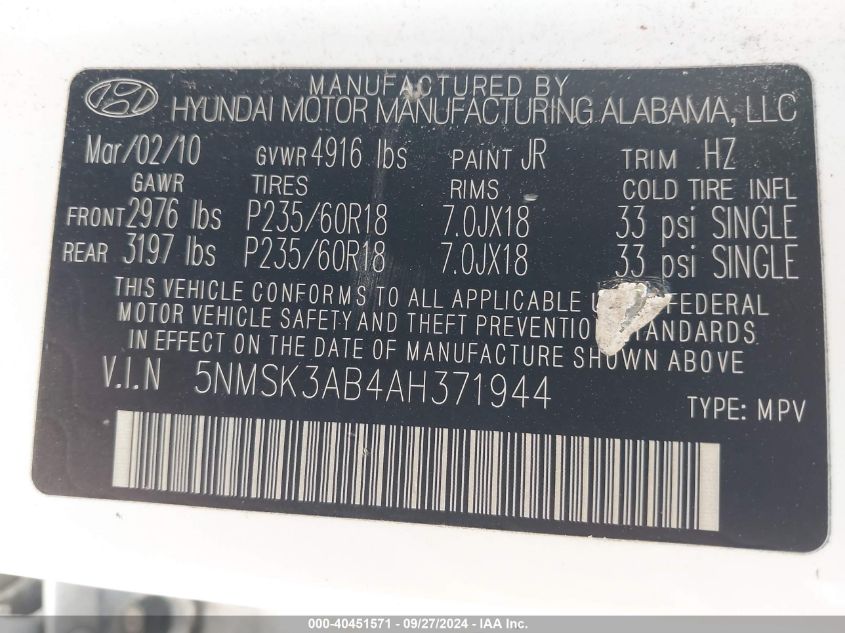 MANUFACTURED BY
HYUNDAI MOTOR MANUFACTURING ALABAMA, LLC
Mar/02/10 GVWR 4916 lbs PAINT JR TRIM HZ
GAWR TIRES RIMS COLD TIRE INFL
FRONT 2976 lbs P235/60R18 7.0JX18 33 psi SINGLE
REAR 3197 lbs P235/60R18 7.0JX18 33 psi SINGLE
THIS VEHICLE CONFORMS TO ALL APPLICABLE FEDERAL
MOTOR VEHICLE SAFETY AND THEFT PREVENTION STANDARDS
IN EFFECT ON THE DATE OF MANUFACTURE SHOWN ABOVE
V.I.N 5NMSK3AB4AH371944
TYPE: MPV
000-40451571 - 09/27/2024 - IAA Inc.